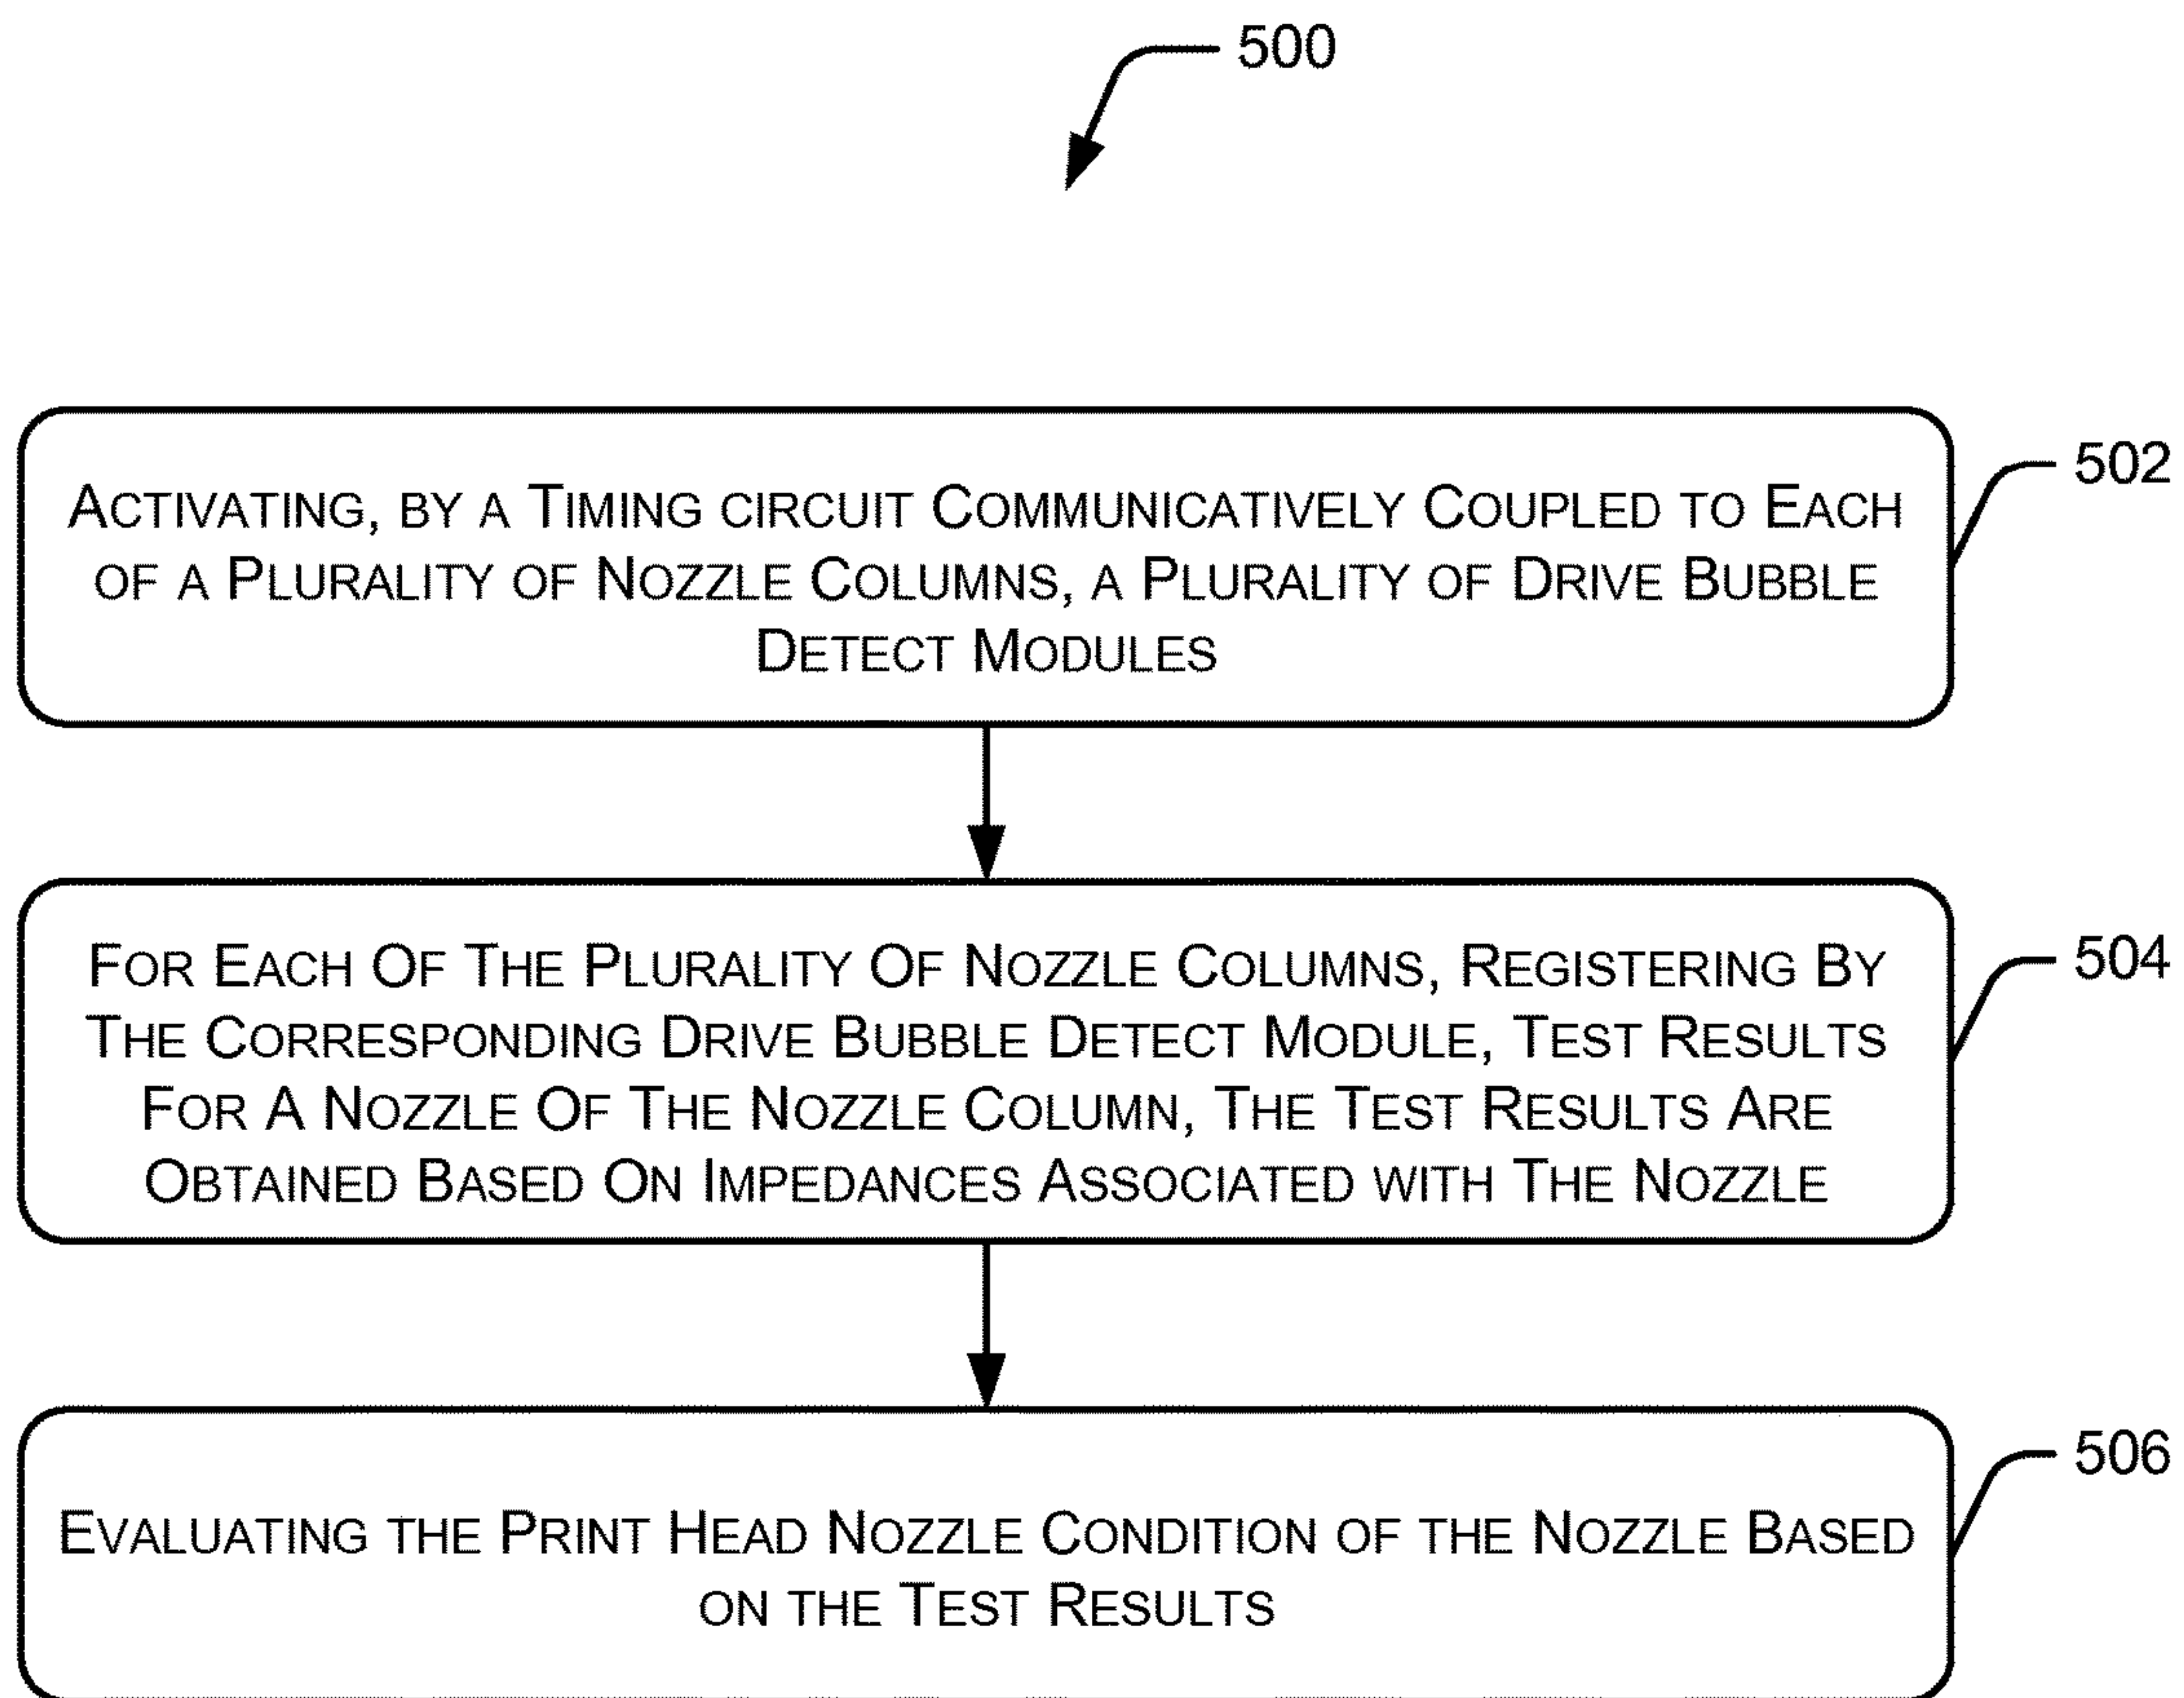 500
ACTIVATING, BY A TIMING CIRCUIT COMMUNICATIVELY COUPLED TO EACH
OF A PLURALITY OF NOZZLE COLUMNS, A PLURALITY OF DRIVE BUBBLE
DETECT MODULES
502
FOR EACH OF THE PLURALITY OF NOZZLE COLUMNS, REGISTERING BY
THE CORRESPONDING DRIVE BUBBLE DETECT MODULE, TEST RESULTS
FOR A NOZZLE OF THE NOZZLE COLUMN, THE TEST RESULTS ARE
OBTAINED BASED ON IMPEDANCES ASSOCIATED WITH THE NOZZLE
504
EVALUATING THE PRINT HEAD NOZZLE CONDITION OF THE NOZZLE BASED
ON THE TEST RESULTS
506